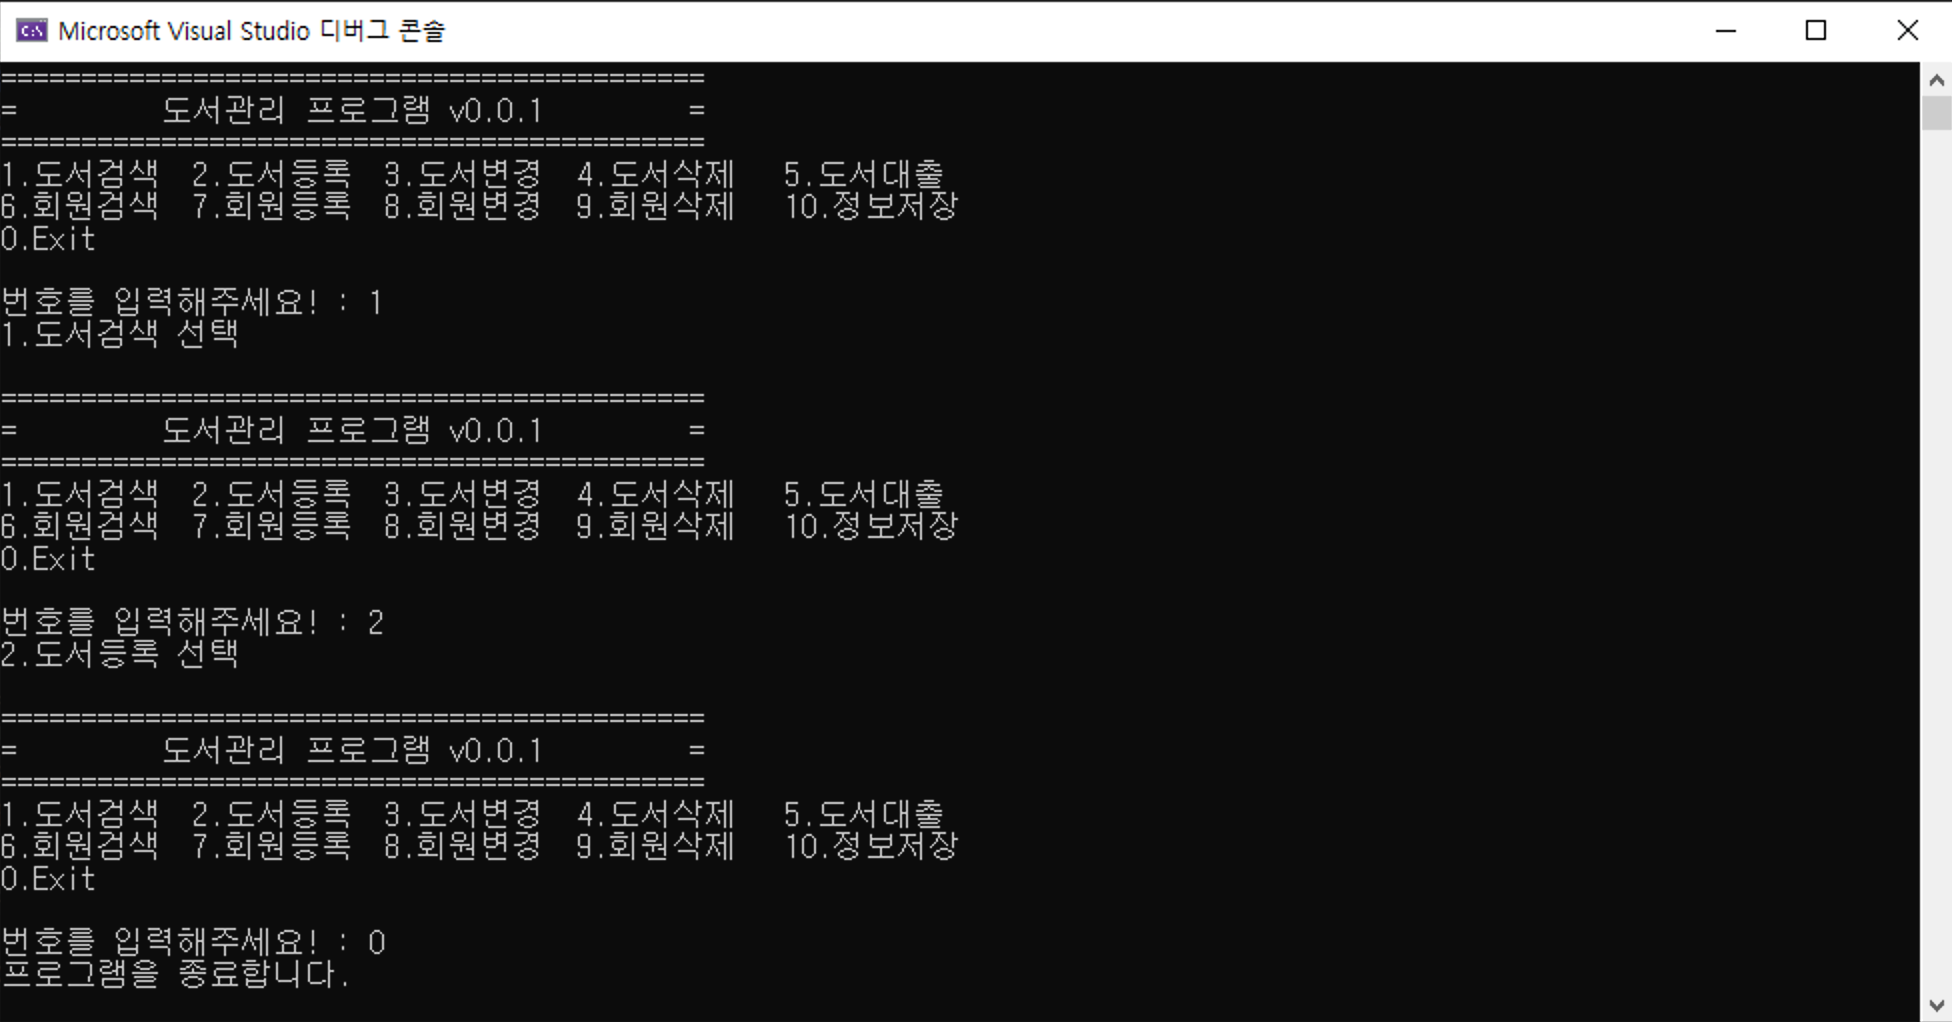 Microsoft Visual Studio 디버그 콘솔
============================================
=         도서관리 프로그램 v0.0.1         =
============================================
1.도서검색  2.도서등록  3.도서변경  4.도서삭제   5.도서대출
6.회원검색  7.회원등록  8.회원변경  9.회원삭제   10.정보저장
0.Exit
번호를 입력해주세요! : 1
1.도서검색 선택
============================================
=         도서관리 프로그램 v0.0.1         =
============================================
1.도서검색  2.도서등록  3.도서변경  4.도서삭제   5.도서대출
6.회원검색  7.회원등록  8.회원변경  9.회원삭제   10.정보저장
0.Exit
번호를 입력해주세요! : 2
2.도서등록 선택
============================================
=         도서관리 프로그램 v0.0.1         =
============================================
1.도서검색  2.도서등록  3.도서변경  4.도서삭제   5.도서대출
6.회원검색  7.회원등록  8.회원변경  9.회원삭제   10.정보저장
0.Exit
번호를 입력해주세요! : 0
프로그램을 종료합니다.